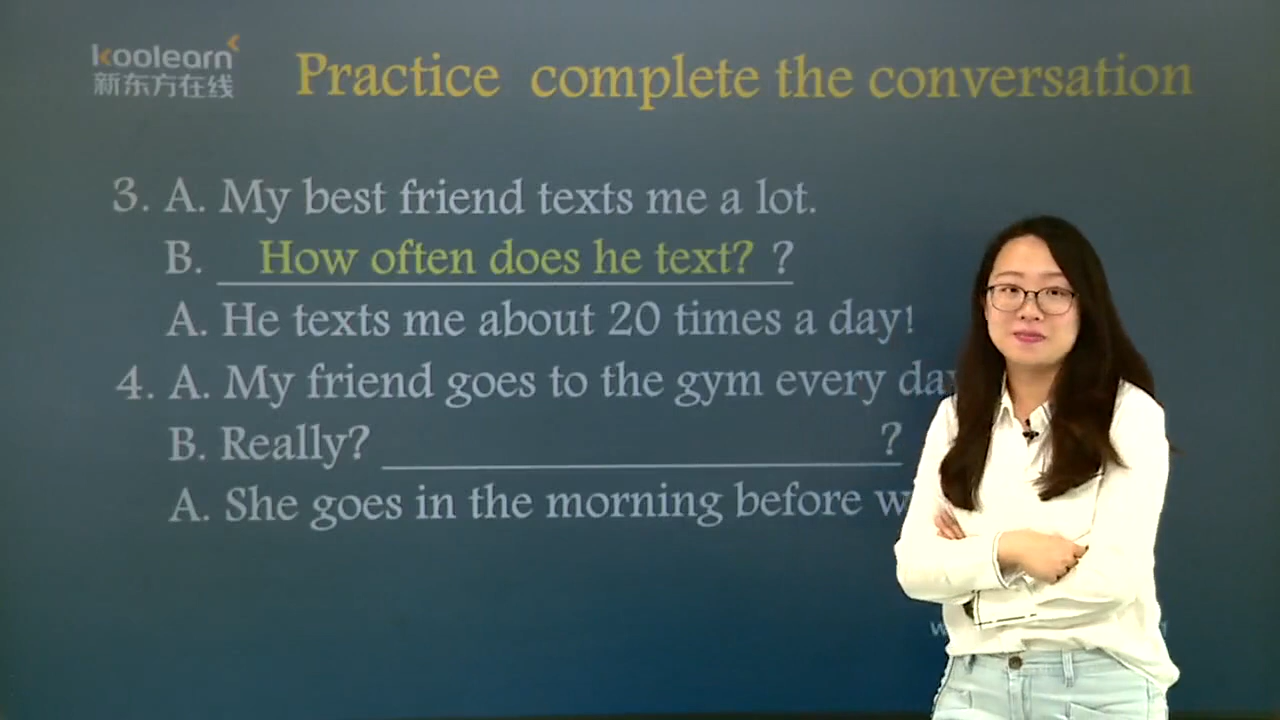 koolearn
新东方在线
Practice complete the conversation
3. A. My best friend texts me a lot.
B. How often does he text? ?
A. He texts me about 20 times a day!
4. A. My friend goes to the gym every
B. Really? ?
A. She goes in the morning before